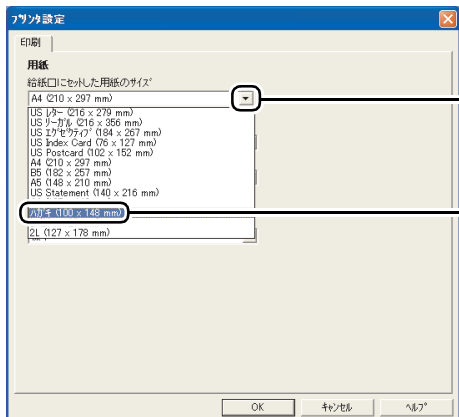 プリンタ設定
印刷
用紙
給紙口にセットした用紙のサイズ
A4 (210 x 297 mm)
US レター (216 x 279 mm)
US リーガル (216 x 356 mm)
US エグゼクティブ (184 x 267 mm)
US Index Card (76 x 127 mm)
US Postcard (102 x 152 mm)
A4 (210 x 297 mm)
B5 (182 x 257 mm)
A5 (148 x 210 mm)
US Statement (140 x 216 mm)
ハガキ (100 x 148 mm)
2L (127 x 178 mm)
OK キャンセル ヘルプ